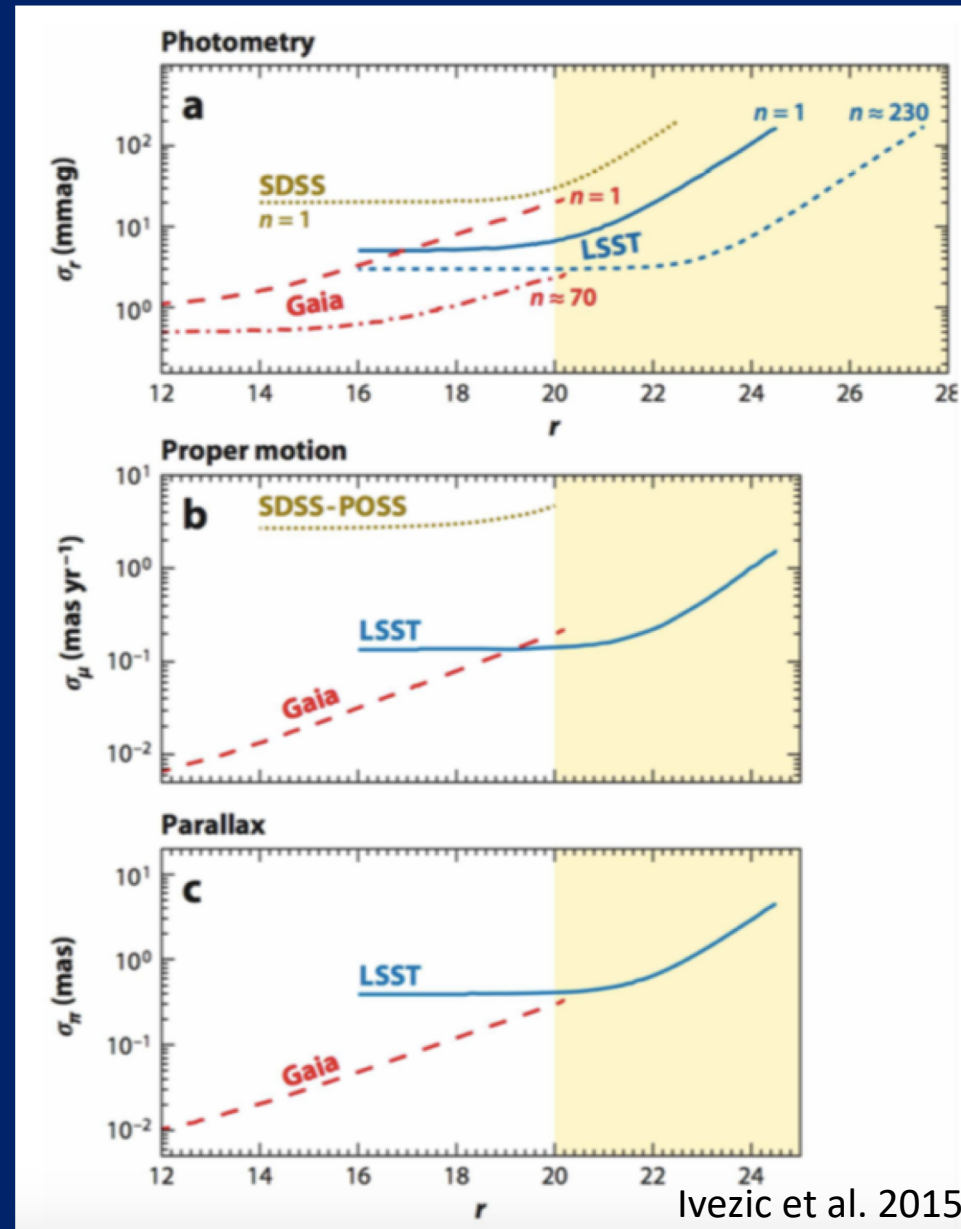 Photometry
a
10² 10¹ 10⁰
σr (mmag)
SDSS
n = 1
Gaia
n = 1
LSST
n ≈ 70
n = 1
n ≈ 230
12 14 16 18 20 22 24 26 28
r
Proper motion
b
10¹ 10⁰ 10⁻¹ 10⁻²
σμ (mas yr⁻¹)
SDSS-POSS
LSST
Gaia
Parallax
c
10¹ 10⁰ 10⁻¹ 10⁻²
σπ (mas)
LSST
Gaia
12 14 16 18 20 22 24
r
Ivezic et al. 2015